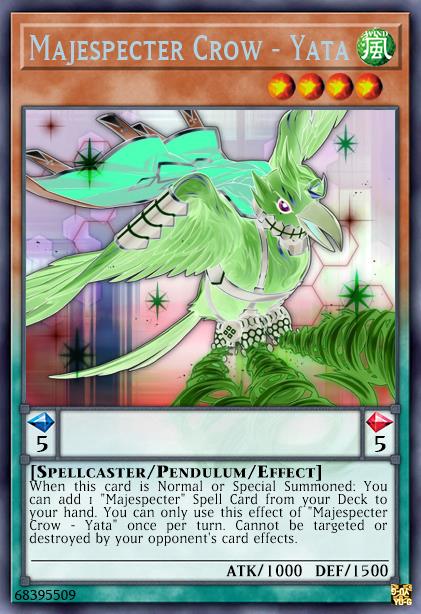 Majespecter Crow - Yata
WIND
風
5 5
[Spellcaster/Pendulum/Effect]
When this card is Normal or Special Summoned: You
can add 1 "Majespecter" Spell Card from your Deck to
your hand. You can only use this effect of "Majespecter
Crow - Yata" once per turn. Cannot be targeted or
destroyed by your opponent's card effects.
ATK/1000 DEF/1500
68395509